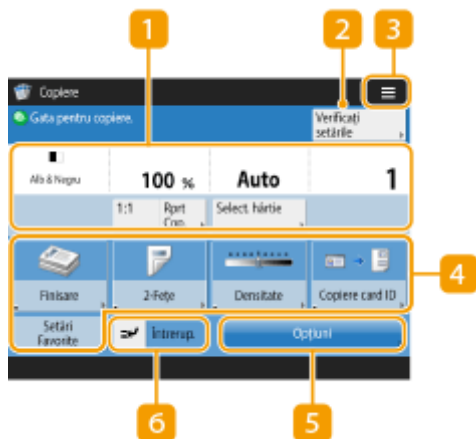 1
2
3
Copiere
Gata pentru copiere.
Verificați
setările
Alb & Negru
100 %
Auto
1
1:1
Rprt
Cop.
Select. hârtie
4
Finisare
2-Fețe
Densitate
Copiere card ID
Setări
Favorite
Întrerup.
Opțiuni
6
5